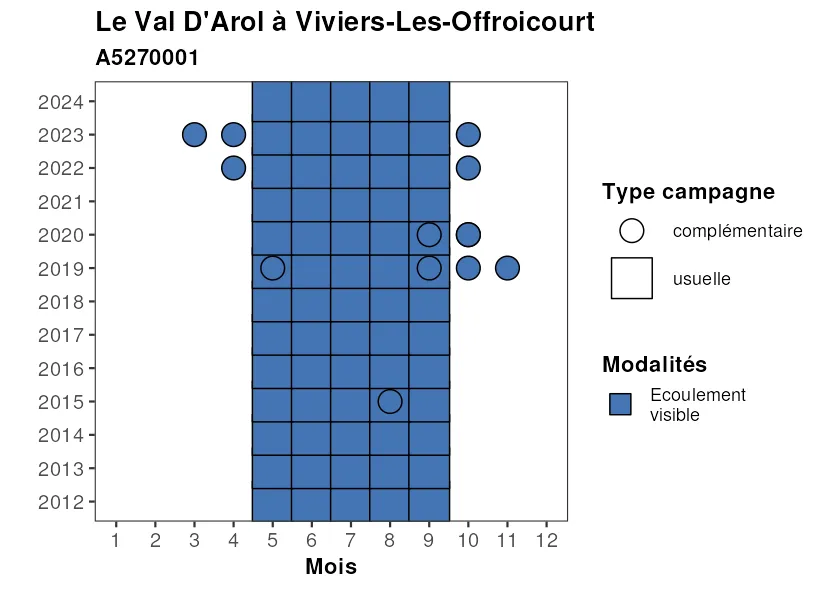 Le Val D'Arol à Viviers-Les-Offroicourt
A5270001
2024
2023
2022
2021
2020
2019
2018
2017
2016
2015
2014
2013
2012
1 2 3 4 5 6 7 8 9 10 11 12
Mois
Type campagne
complémentaire
usuelle
Modalités
Ecoulement
visible